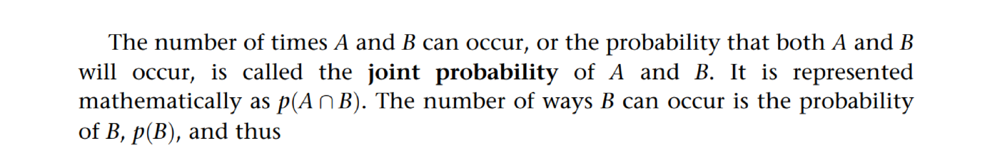 The number of times A and B can occur, or the probability that both A and B
will occur, is called the joint probability of A and B. It is represented
mathematically as p(A ∩ B). The number of ways B can occur is the probability
of B, p(B), and thus